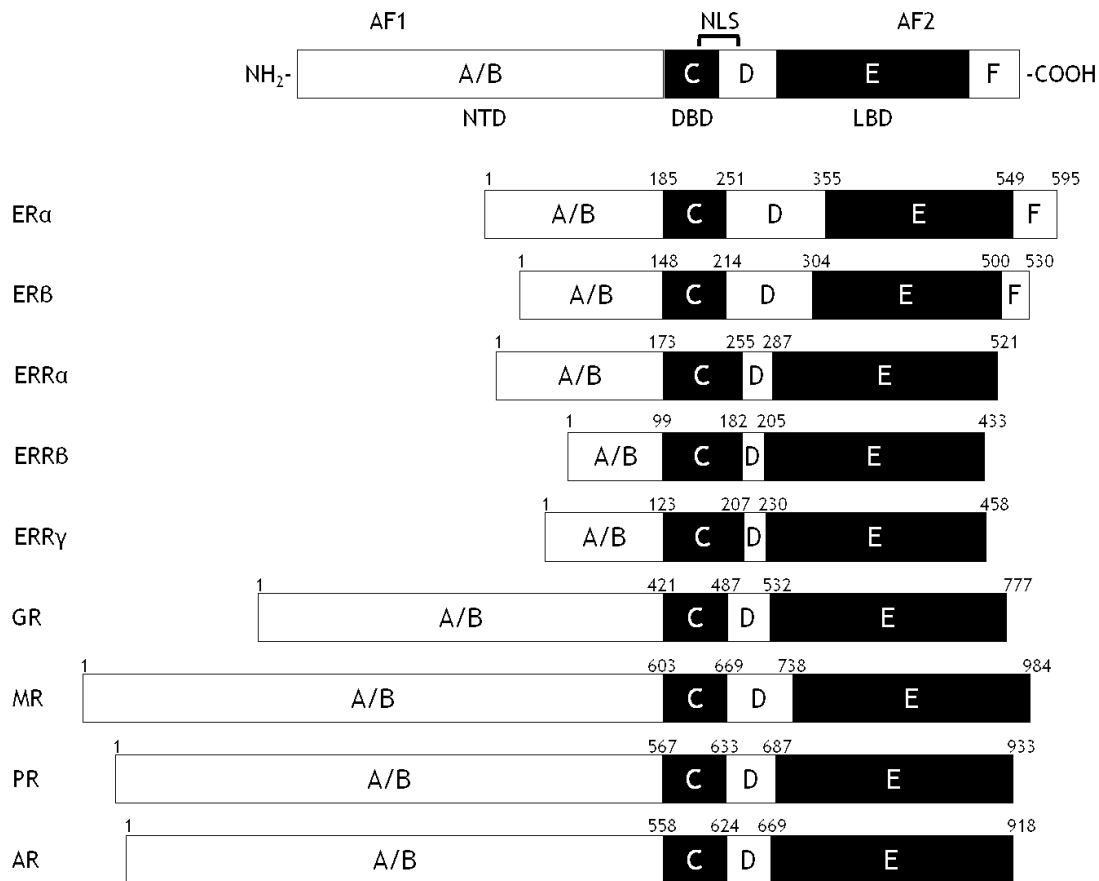 AF1 NLS AF2
NH2- A/B C D E F -COOH
NTD DBD LBD
1 185 251 355 549 595
ERα A/B C D E F
1 148 214 304 500 530
ERβ A/B C D E F
1 173 255 287 521
ERRα A/B C D E
1 99 182 205 433
ERRβ A/B C D E
1 123 207 230 458
ERRγ A/B C D E
1 421 487 532 777
GR A/B C D E
1 603 669 738 984
MR A/B C D E
1 567 633 687 933
PR A/B C D E
1 558 624 669 918
AR A/B C D E